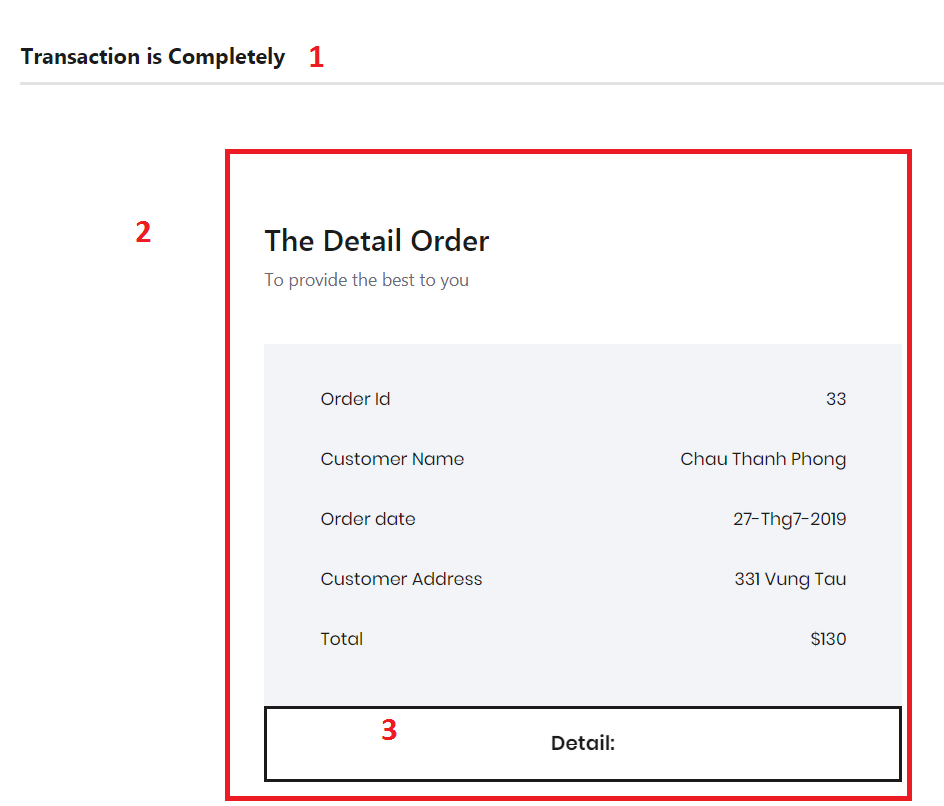 Transaction is Completely 1
2
The Detail Order
To provide the best to you
Order Id 33
Customer Name Chau Thanh Phong
Order date 27-Thg7-2019
Customer Address 331 Vung Tau
Total $130
3
Detail: